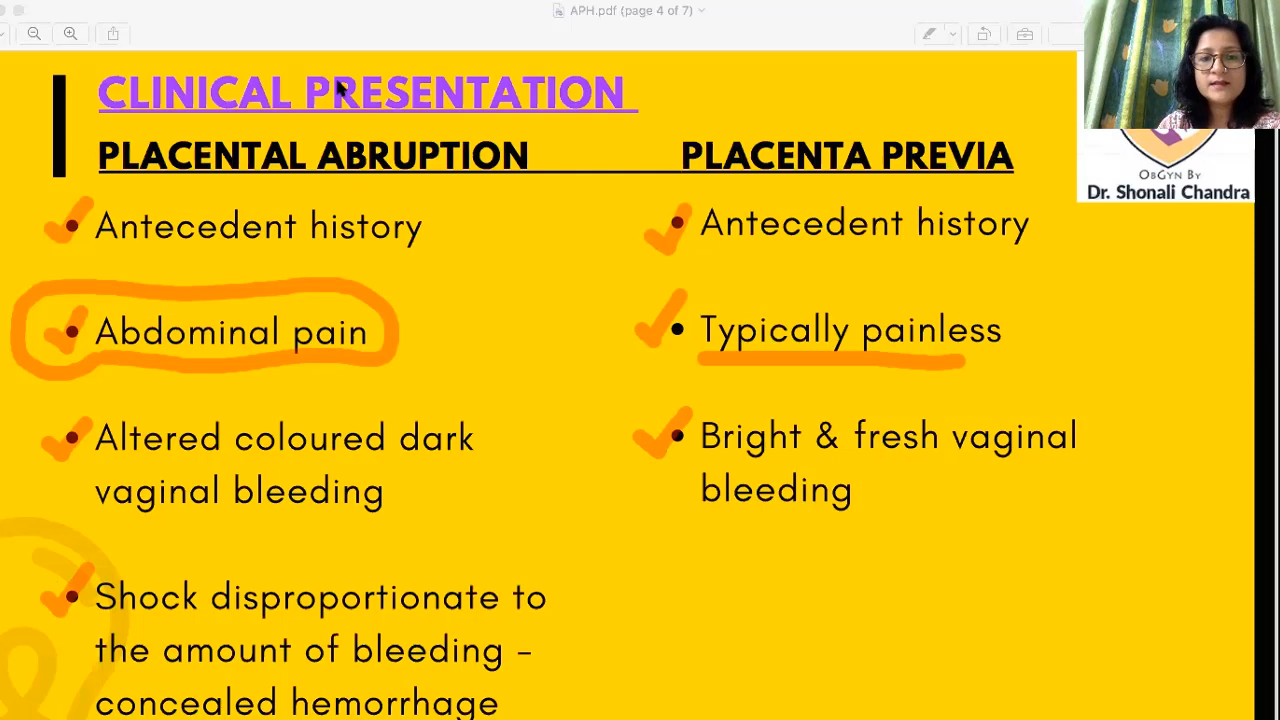 APH.pdf (page 4 of 7)
CLINICAL PRESENTATION
PLACENTAL ABRUPTION
PLACENTA PREVIA
• Antecedent history
• Abdominal pain
• Altered coloured dark
vaginal bleeding
• Shock disproportionate to
the amount of bleeding -
concealed hemorrhage
• Antecedent history
• Typically painless
• Bright & fresh vaginal
bleeding
OBGYN BY
Dr. Shonali Chandra